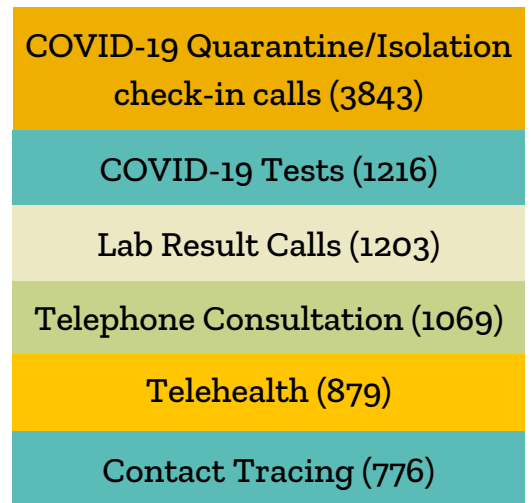 COVID-19 Quarantine/Isolation
check-in calls (3843)
COVID-19 Tests (1216)
Lab Result Calls (1203)
Telephone Consultation (1069)
Telehealth (879)
Contact Tracing (776)